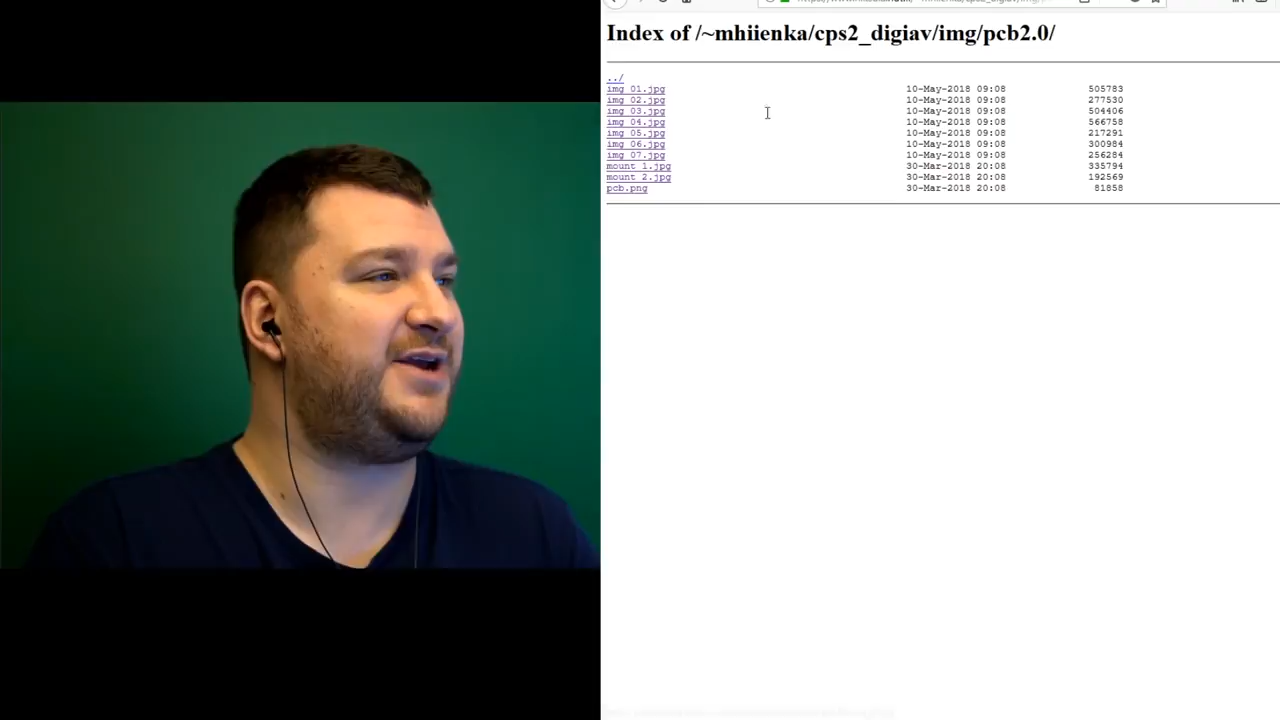 Index of /~mhiienka/cps2_digiav/img/pcb2.0/
../
img_01.jpg 10-May-2018 09:08 505783
img_02.jpg 10-May-2018 09:08 277530
img_03.jpg 10-May-2018 09:08 504406
img_04.jpg 10-May-2018 09:08 566758
img_05.jpg 10-May-2018 09:08 217291
img_06.jpg 10-May-2018 09:08 300984
img_07.jpg 10-May-2018 09:08 256284
mount_1.jpg 30-Mar-2018 20:08 335794
mount_2.jpg 30-Mar-2018 20:08 192569
pcb.png 30-Mar-2018 20:08 81858